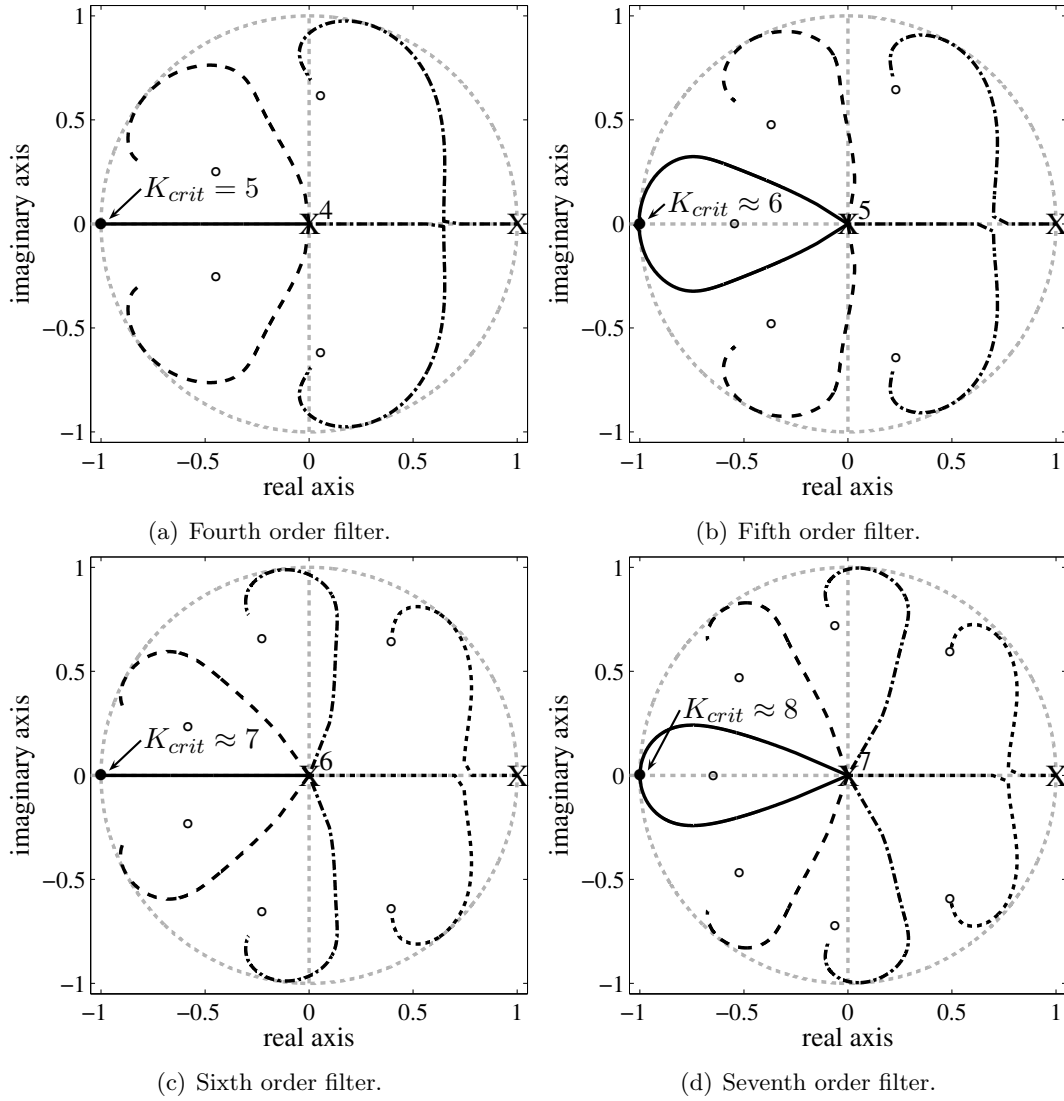 1
0.5
0
−0.5
−1
−1
−0.5
0
0.5
1
imaginary axis
real axis
K_crit = 5
X
4
X
(a) Fourth order filter.
1
0.5
0
−0.5
−1
−1
−0.5
0
0.5
1
imaginary axis
real axis
K_crit ≈ 6
X
5
X
(b) Fifth order filter.
1
0.5
0
−0.5
−1
−1
−0.5
0
0.5
1
imaginary axis
real axis
K_crit ≈ 7
X
6
X
(c) Sixth order filter.
1
0.5
0
−0.5
−1
−1
−0.5
0
0.5
1
imaginary axis
real axis
K_crit ≈ 8
X
7
X
(d) Seventh order filter.